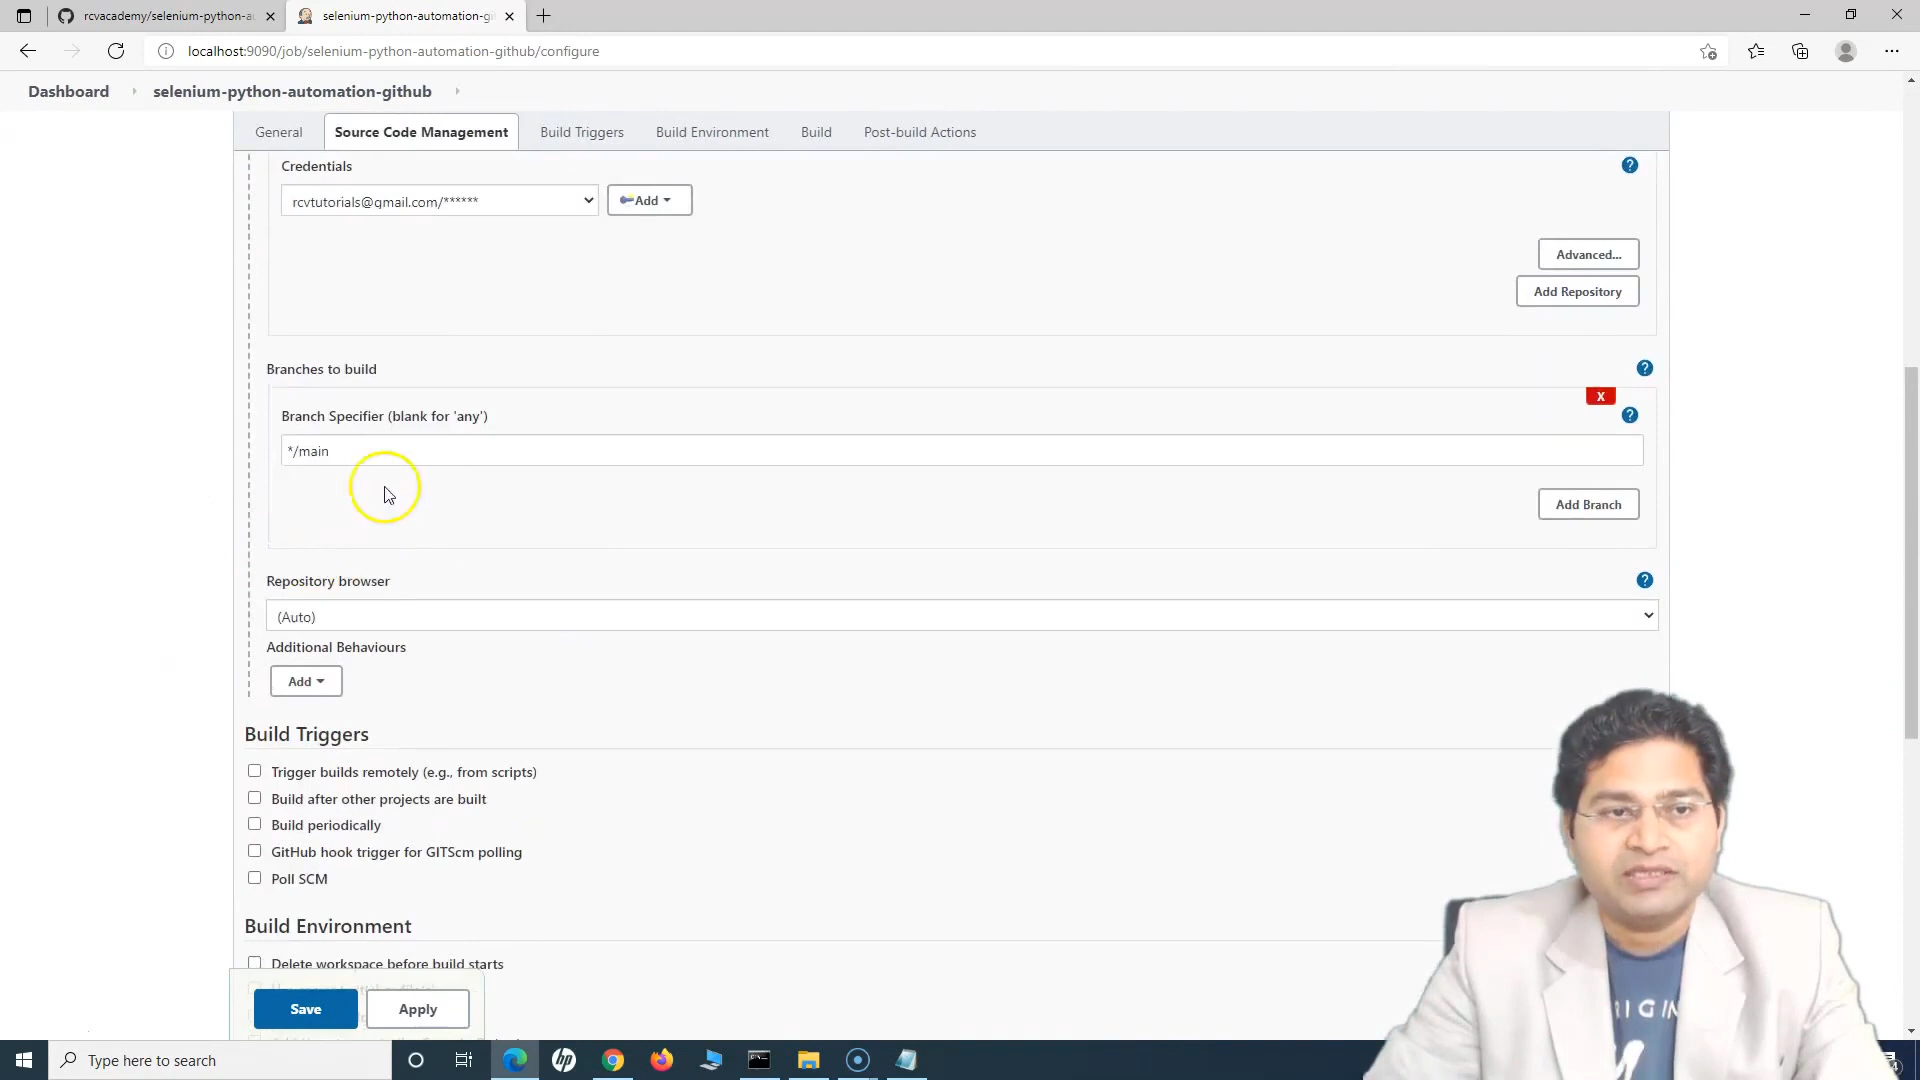 rcvacademy/selenium-python-au
selenium-python-automation-gi
localhost:9090/job/selenium-python-automation-github/configure
Dashboard
selenium-python-automation-github
General
Source Code Management
Build Triggers
Build Environment
Build
Post-build Actions
Credentials
rcvtutorials@gmail.com/******
Add
Advanced...
Add Repository
Branches to build
X
Branch Specifier (blank for 'any')
*/main
Add Branch
Repository browser
(Auto)
Additional Behaviours
Add
Build Triggers
Trigger builds remotely (e.g., from scripts)
Build after other projects are built
Build periodically
GitHub hook trigger for GITScm polling
Poll SCM
Build Environment
Delete workspace before build starts
Save
Apply
Type here to search
RIGIN